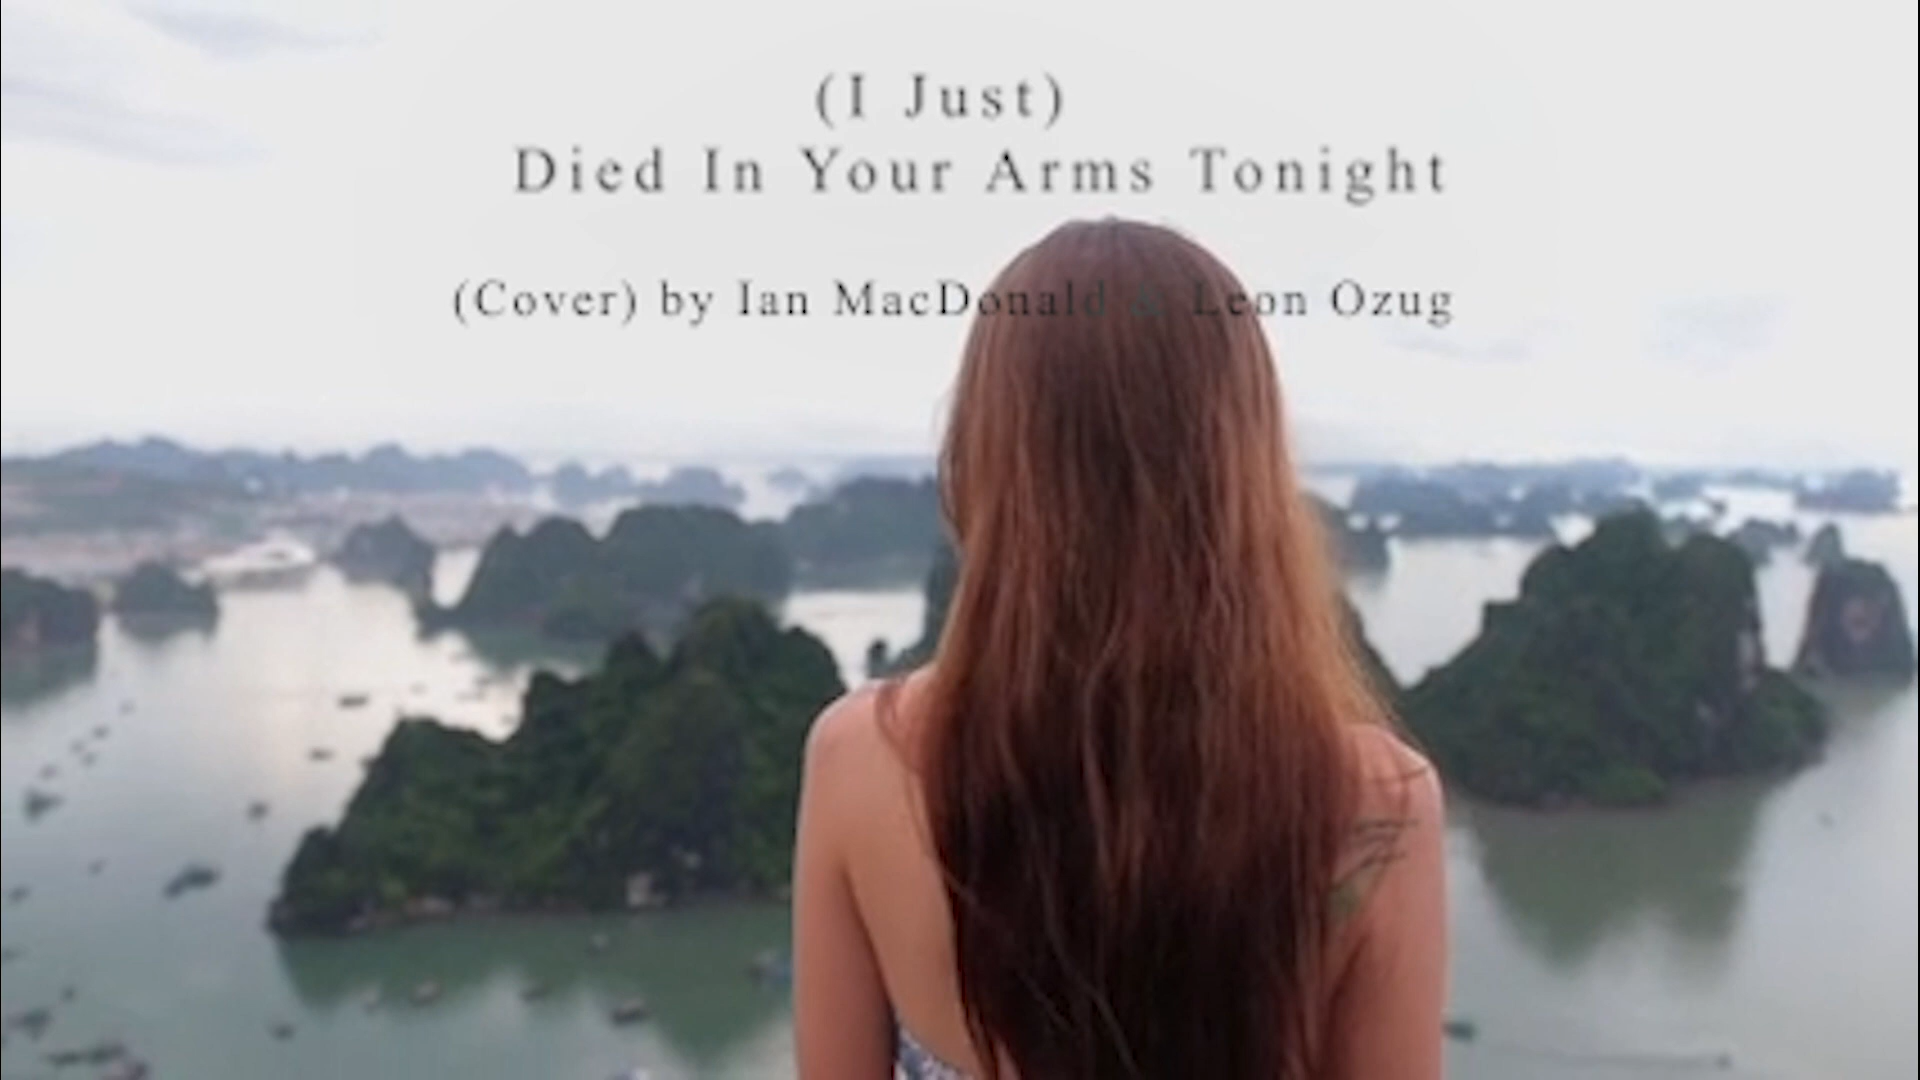 (I Just)
Died In Your Arms Tonight
(Cover) by Ian MacDonald & Leon Ozug